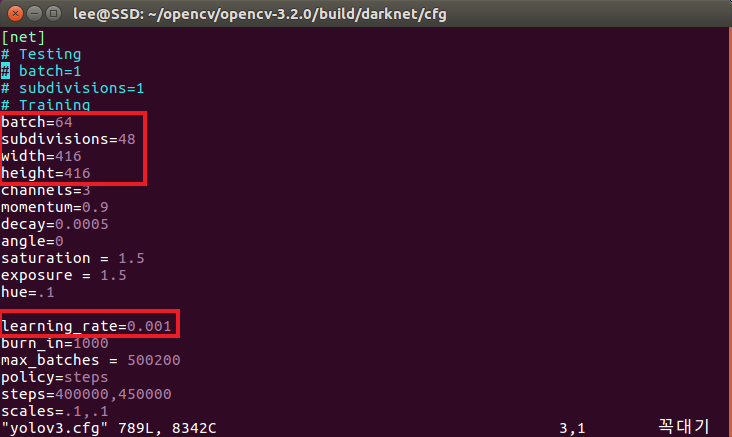 lee@SSD: ~/opencv/opencv-3.2.0/build/darknet/cfg
[net]
# Testing
# batch=1
# subdivisions=1
# Training
batch=64
subdivisions=48
width=416
height=416
channels=3
momentum=0.9
decay=0.0005
angle=0
saturation = 1.5
exposure = 1.5
hue=.1
learning_rate=0.001
burn_in=1000
max_batches = 500200
policy=steps
steps=400000,450000
scales=.1,.1
"yolov3.cfg" 789L, 8342C 3,1 꼭대기